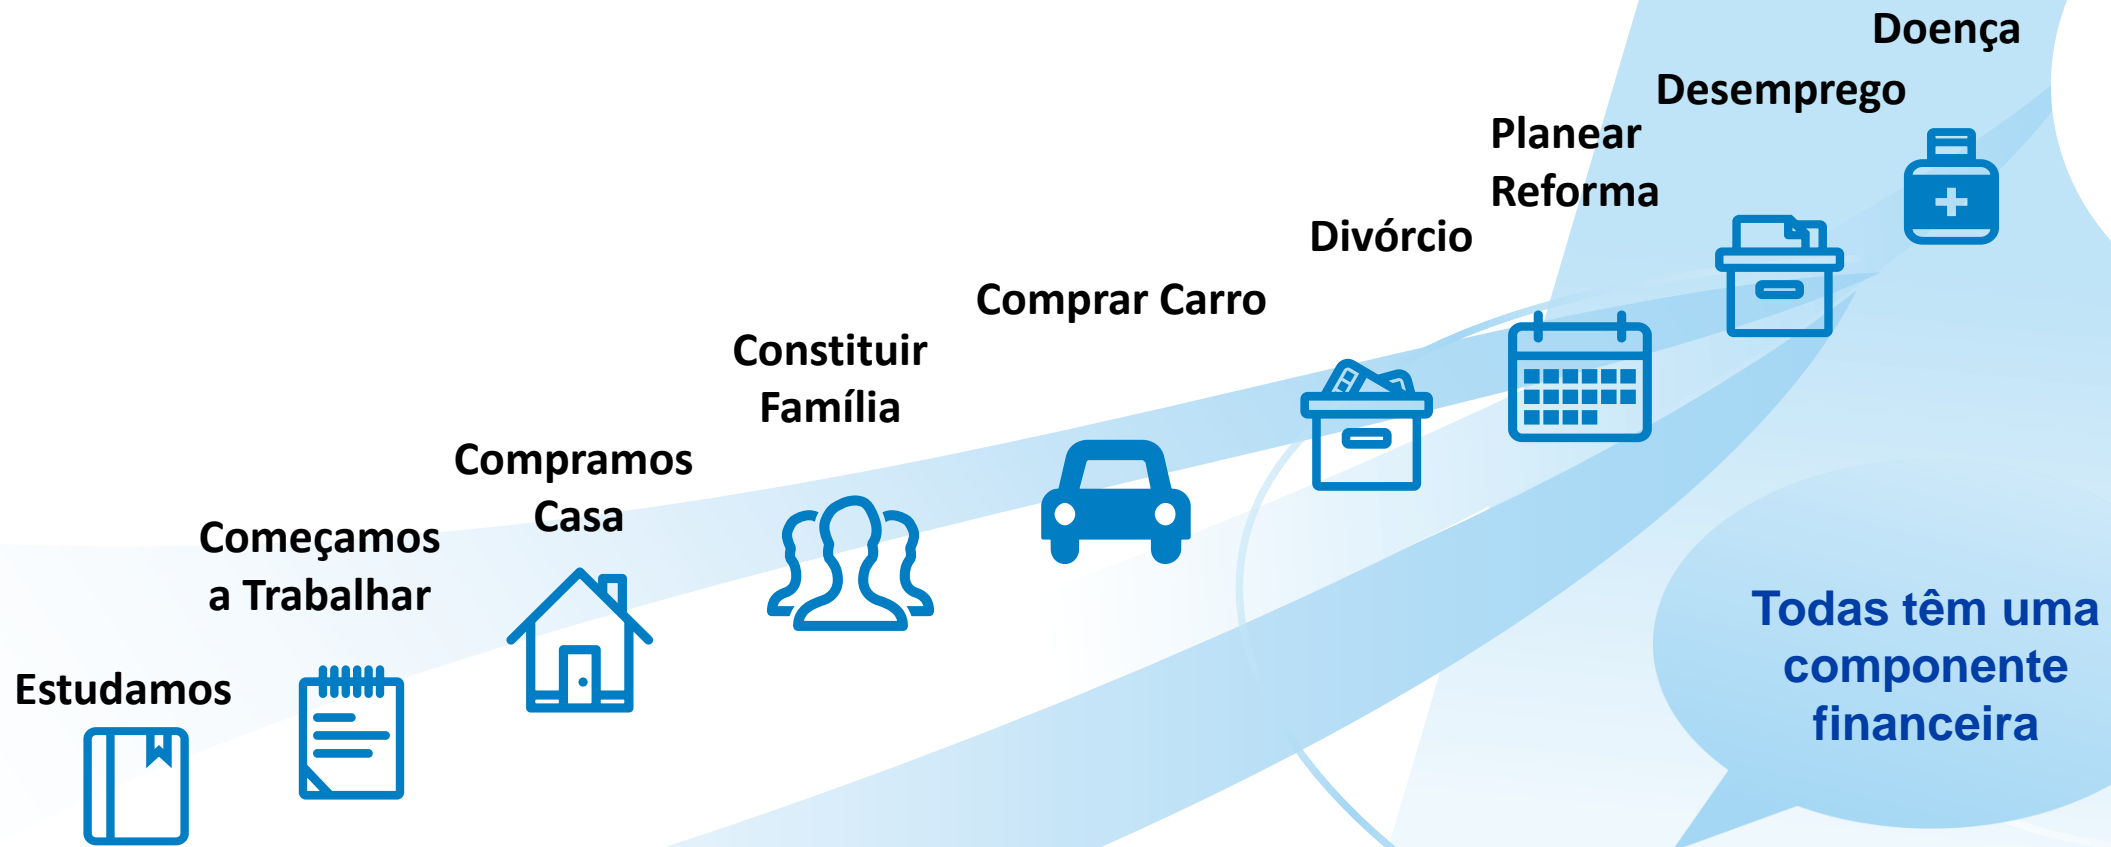 Estudamos
Começamos
a Trabalhar
Compramos
Casa
Constituir
Família
Comprar Carro
Divórcio
Planear
Reforma
Desemprego
Doença
Todas têm uma
componente
financeira